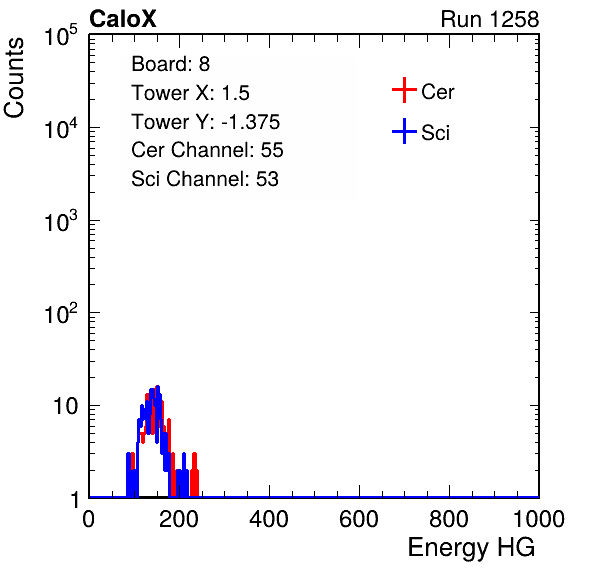 CaloX Run 1258
Counts
10^5
10^4
10^3
10^2
10
1
Board: 8
Tower X: 1.5
Tower Y: -1.375
Cer Channel: 55
Sci Channel: 53
Cer
Sci
0 200 400 600 800 1000
Energy HG